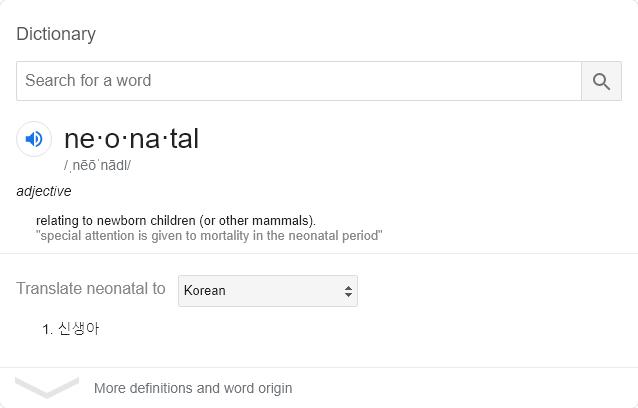 Dictionary
Search for a word
ne·o·na·tal
/ˌnēōˈnādl/
adjective
relating to newborn children (or other mammals).
"special attention is given to mortality in the neonatal period"
Translate neonatal to Korean
1. 신생아
More definitions and word origin